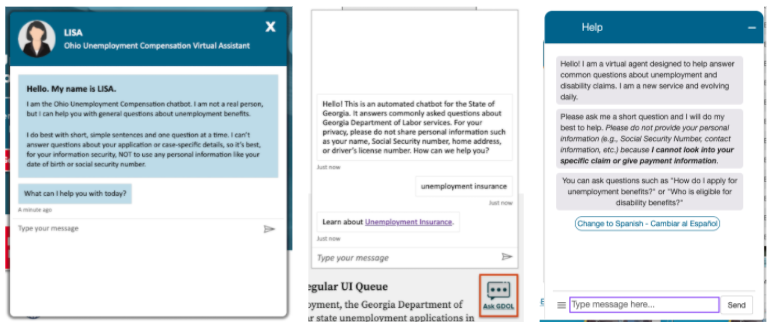 LISA
Ohio Unemployment Compensation Virtual Assistant
X
Hello. My name is LISA.
I am the Ohio Unemployment Compensation chatbot. I am not a real person,
but I can help you with general questions about unemployment benefits.
I do best with short, simple sentences and one question at a time. I can't
answer questions about your application or case-specific details, so it's best,
for your information security, NOT to use any personal information like your
date of birth or social security number.
What can I help you with today?
A minute ago
Type your message
Hello! This is an automated chatbot for the State of
Georgia. It answers commonly asked questions about
Georgia Department of Labor services. For your
privacy, please do not share personal information such
as your name, Social Security number, home address,
or driver's license number. How can we help you?
Just now
unemployment insurance
Just now
Learn about Unemployment Insurance.
Just now
Type your message
egular UI Queue
oyment, the Georgia Department of
ur state unemployment applications in
Ask GDOL
Help
Hello! I am a virtual agent designed to help answer
common questions about unemployment and
disability claims. I am a new service and evolving
daily.
Please ask me a short question and I will do my
best to help. Please do not provide your personal
information (e.g., Social Security Number, contact
information, etc.) because I cannot look into your
specific claim or give payment information.
You can ask questions such as "How do I apply for
unemployment benefits?" or "Who is eligible for
disability benefits?"
Change to Spanish - Cambiar al Español
Type message here...
Send